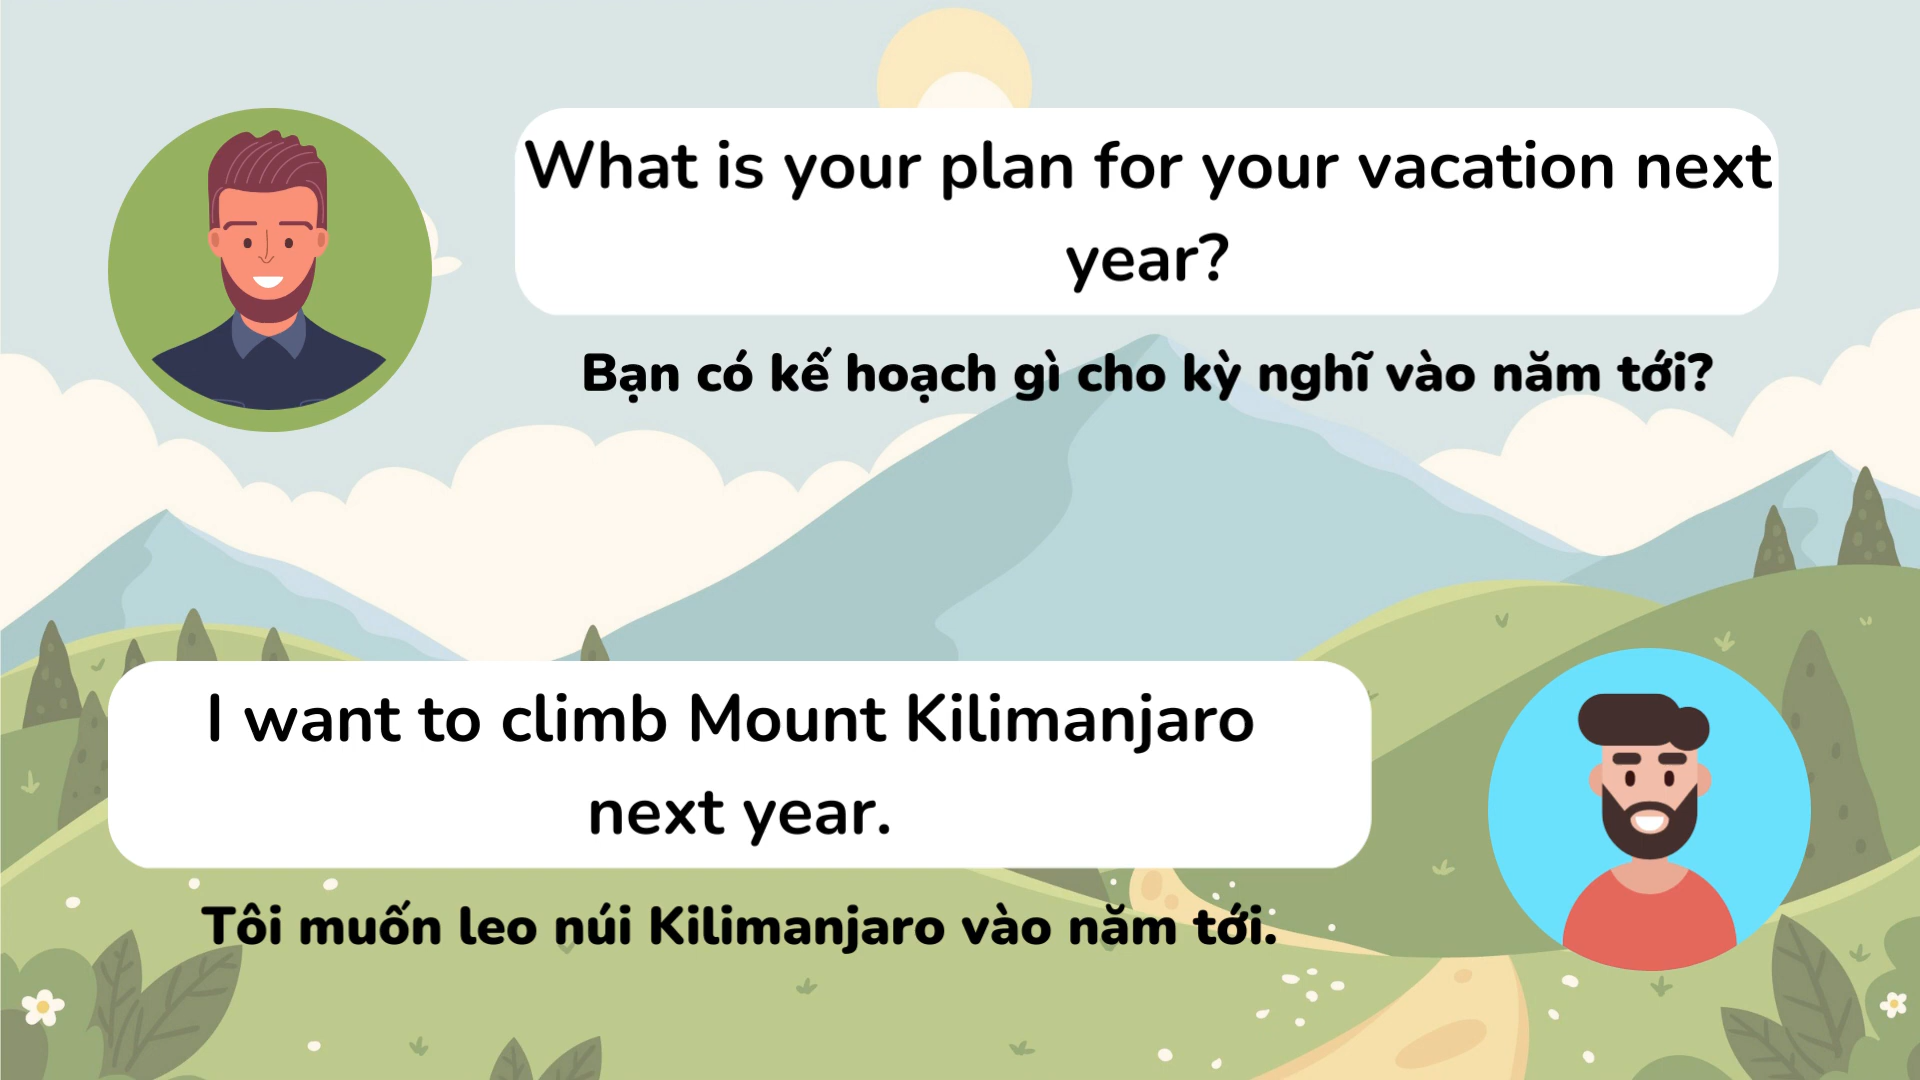 What is your plan for your vacation next
year?
Bạn có kế hoạch gì cho kỳ nghĩ vào năm tới?
I want to climb Mount Kilimanjaro
next year.
Tôi muốn leo núi Kilimanjaro vào năm tới.